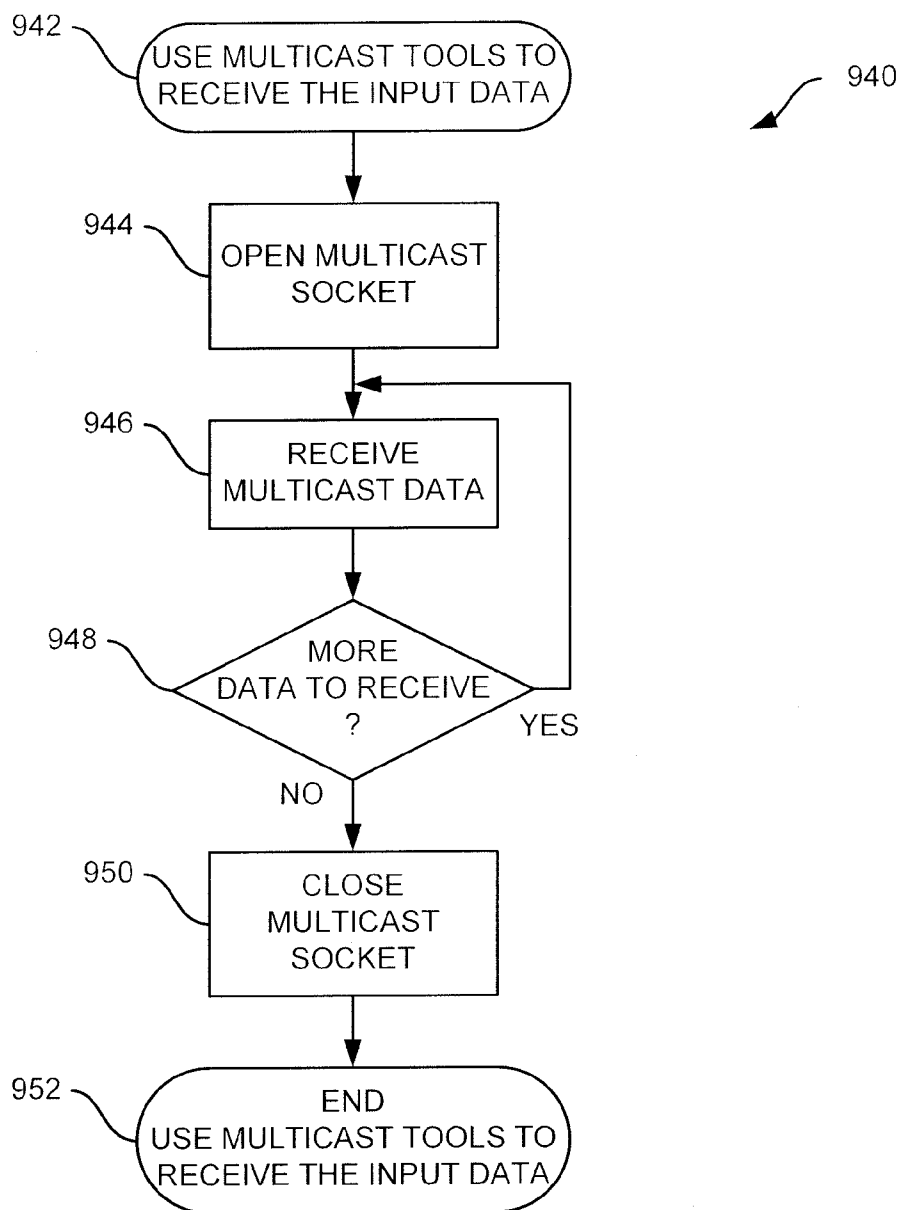 942
USE MULTICAST TOOLS TO
RECEIVE THE INPUT DATA
940
944
OPEN MULTICAST
SOCKET
946
RECEIVE
MULTICAST DATA
948
MORE
DATA TO RECEIVE
?
YES
NO
950
CLOSE
MULTICAST
SOCKET
952
END
USE MULTICAST TOOLS TO
RECEIVE THE INPUT DATA